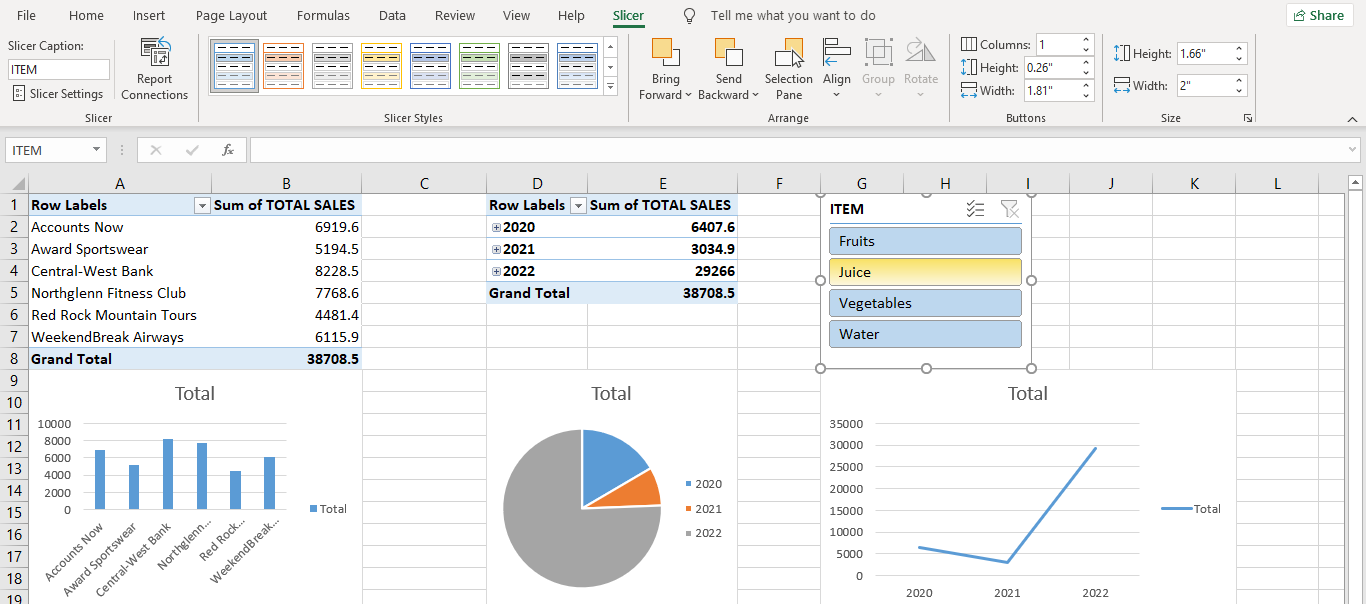 File Home Insert Page Layout Formulas Data Review View Help Slicer Tell me what you want to do Share
Slicer Caption:
ITEM
Slicer Settings
Report
Connections
Slicer
Slicer Styles
Bring
Forward
Send
Backward
Selection
Pane
Align
Group
Rotate
Arrange
Columns: 1
Height: 0.26"
Width: 1.81"
Buttons
Height: 1.66"
Width: 2"
Size
ITEM fx
A B C D E F G H I J K L
1 Row Labels Sum of TOTAL SALES Row Labels Sum of TOTAL SALES
2 Accounts Now 6919.6 2020 6407.6
3 Award Sportswear 5194.5 2021 3034.9
4 Central-West Bank 8228.5 2022 29266
5 Northglenn Fitness Club 7768.6 Grand Total 38708.5
6 Red Rock Mountain Tours 4481.4
7 WeekendBreak Airways 6115.9
8 Grand Total 38708.5
ITEM
Fruits
Juice
Vegetables
Water
9
10
11
12
13
14
15
16
17
18
19
Total
10000
8000
6000
4000
2000
0
Accounts Now
Award Sportswear
Central-West Bank
Northglenn...
Red Rock...
WeekendBreak...
Total
Total
2020
2021
2022
Total
35000
30000
25000
20000
15000
10000
5000
0
2020 2021 2022
Total